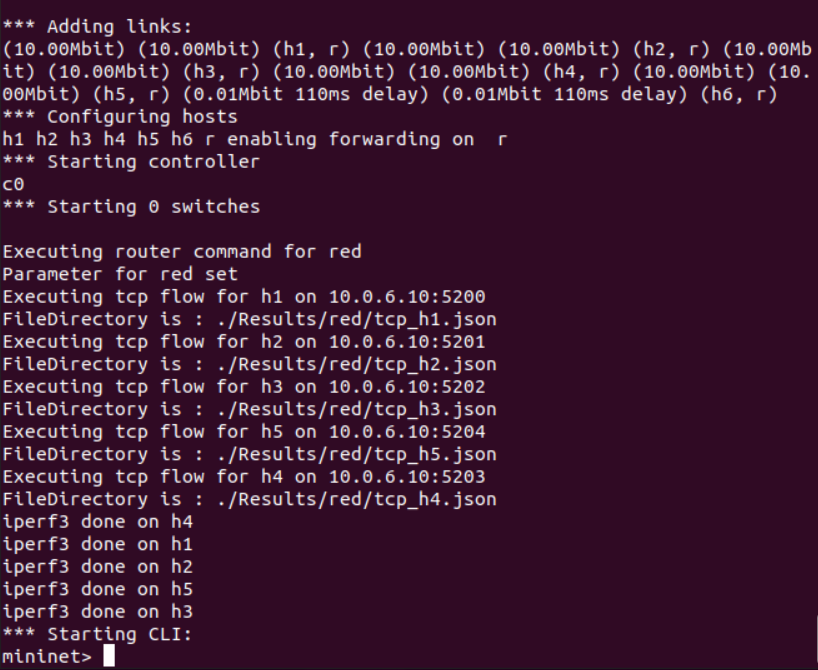 *** Adding links:
(10.00Mbit) (10.00Mbit) (h1, r) (10.00Mbit) (10.00Mbit) (h2, r) (10.00Mb
it) (10.00Mbit) (h3, r) (10.00Mbit) (10.00Mbit) (h4, r) (10.00Mbit) (10.
00Mbit) (h5, r) (0.01Mbit 110ms delay) (0.01Mbit 110ms delay) (h6, r)
*** Configuring hosts
h1 h2 h3 h4 h5 h6 r enabling forwarding on  r
*** Starting controller
c0
*** Starting 0 switches

Executing router command for red
Parameter for red set
Executing tcp flow for h1 on 10.0.6.10:5200
FileDirectory is : ./Results/red/tcp_h1.json
Executing tcp flow for h2 on 10.0.6.10:5201
FileDirectory is : ./Results/red/tcp_h2.json
Executing tcp flow for h3 on 10.0.6.10:5202
FileDirectory is : ./Results/red/tcp_h3.json
Executing tcp flow for h5 on 10.0.6.10:5204
FileDirectory is : ./Results/red/tcp_h5.json
Executing tcp flow for h4 on 10.0.6.10:5203
FileDirectory is : ./Results/red/tcp_h4.json
iperf3 done on h4
iperf3 done on h1
iperf3 done on h2
iperf3 done on h5
iperf3 done on h3
*** Starting CLI:
mininet>